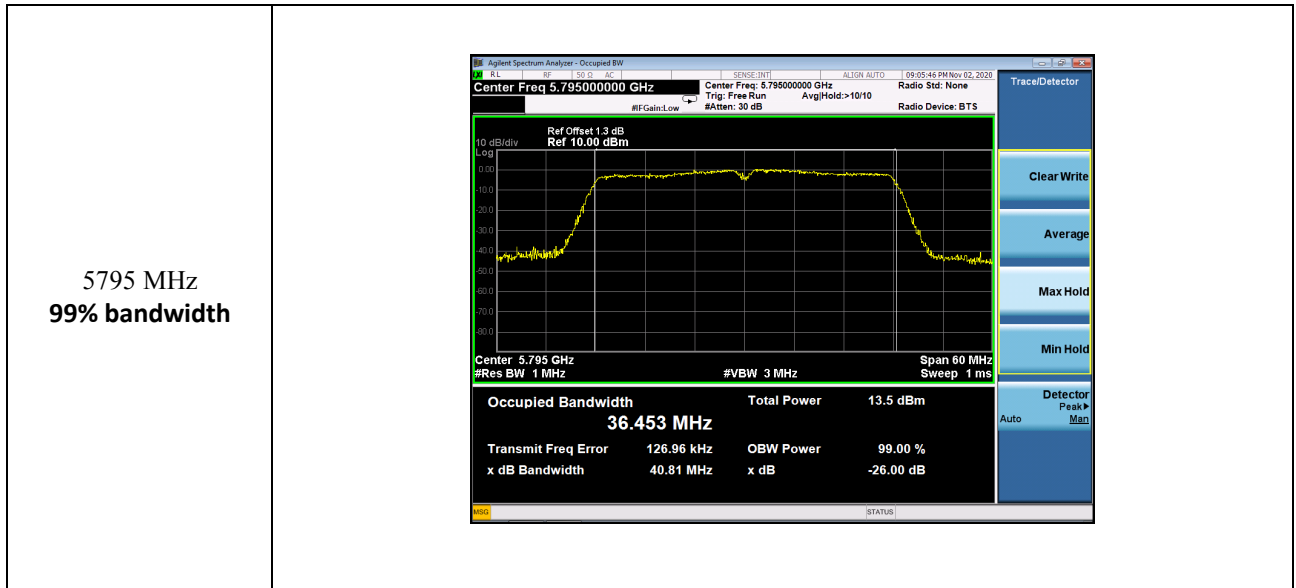 5795 MHz
99% bandwidth
Agilent Spectrum Analyzer - Occupied BW
RL RF 50 Ω AC SENSE:INT ALIGN AUTO 09:05:46 PM Nov 02, 2020
Center Freq 5.795000000 GHz
Center Freq: 5.795000000 GHz Radio Std: None
Trig: Free Run Avg|Hold:>10/10
#IFGain:Low #Atten: 30 dB Radio Device: BTS
Ref Offset 1.3 dB
10 dB/div Ref 10.00 dBm
Log
0.00
-10.0
-20.0
-30.0
-40.0
-50.0
-60.0
-70.0
-80.0
Center 5.795 GHz Span 60 MHz
#Res BW 1 MHz #VBW 3 MHz Sweep 1 ms
Occupied Bandwidth Total Power 13.5 dBm
36.453 MHz
Transmit Freq Error 126.96 kHz OBW Power 99.00 %
x dB Bandwidth 40.81 MHz x dB -26.00 dB
MSG STATUS
Trace/Detector
Clear Write
Average
Max Hold
Min Hold
Detector
Peak▶
Auto Man